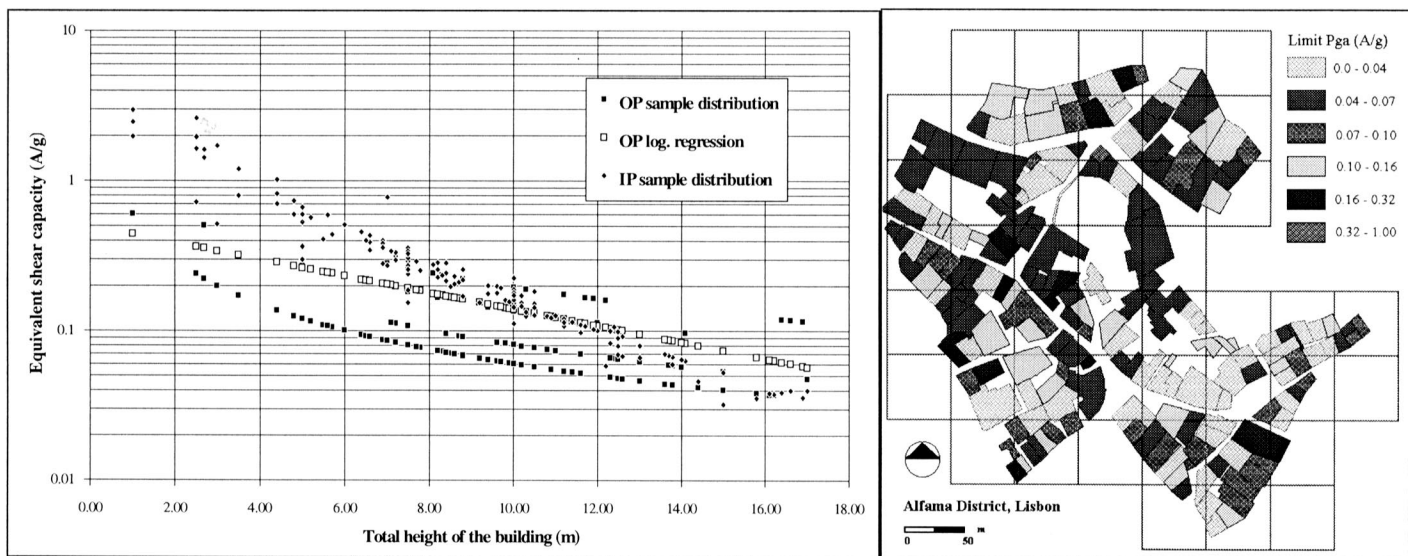 10
1
0.1
0.01
Equivalent shear capacity (A/g)
OP sample distribution
OP log. regression
IP sample distribution
0.00 2.00 4.00 6.00 8.00 10.00 12.00 14.00 16.00 18.00
Total height of the building (m)
Limit Pga (A/g)
0.0 - 0.04
0.04 - 0.07
0.07 - 0.10
0.10 - 0.16
0.16 - 0.32
0.32 - 1.00
Alfama District, Lisbon
m
0 50